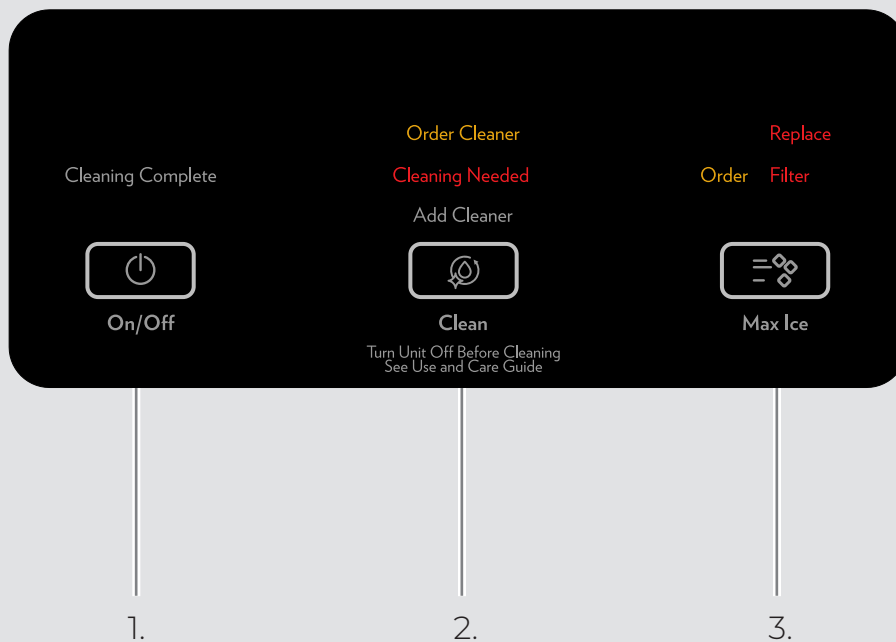 Cleaning Complete
On/Off
Order Cleaner
Cleaning Needed
Add Cleaner
Clean
Turn Unit Off Before Cleaning
See Use and Care Guide
Replace
Order Filter
Max Ice
1.
2.
3.